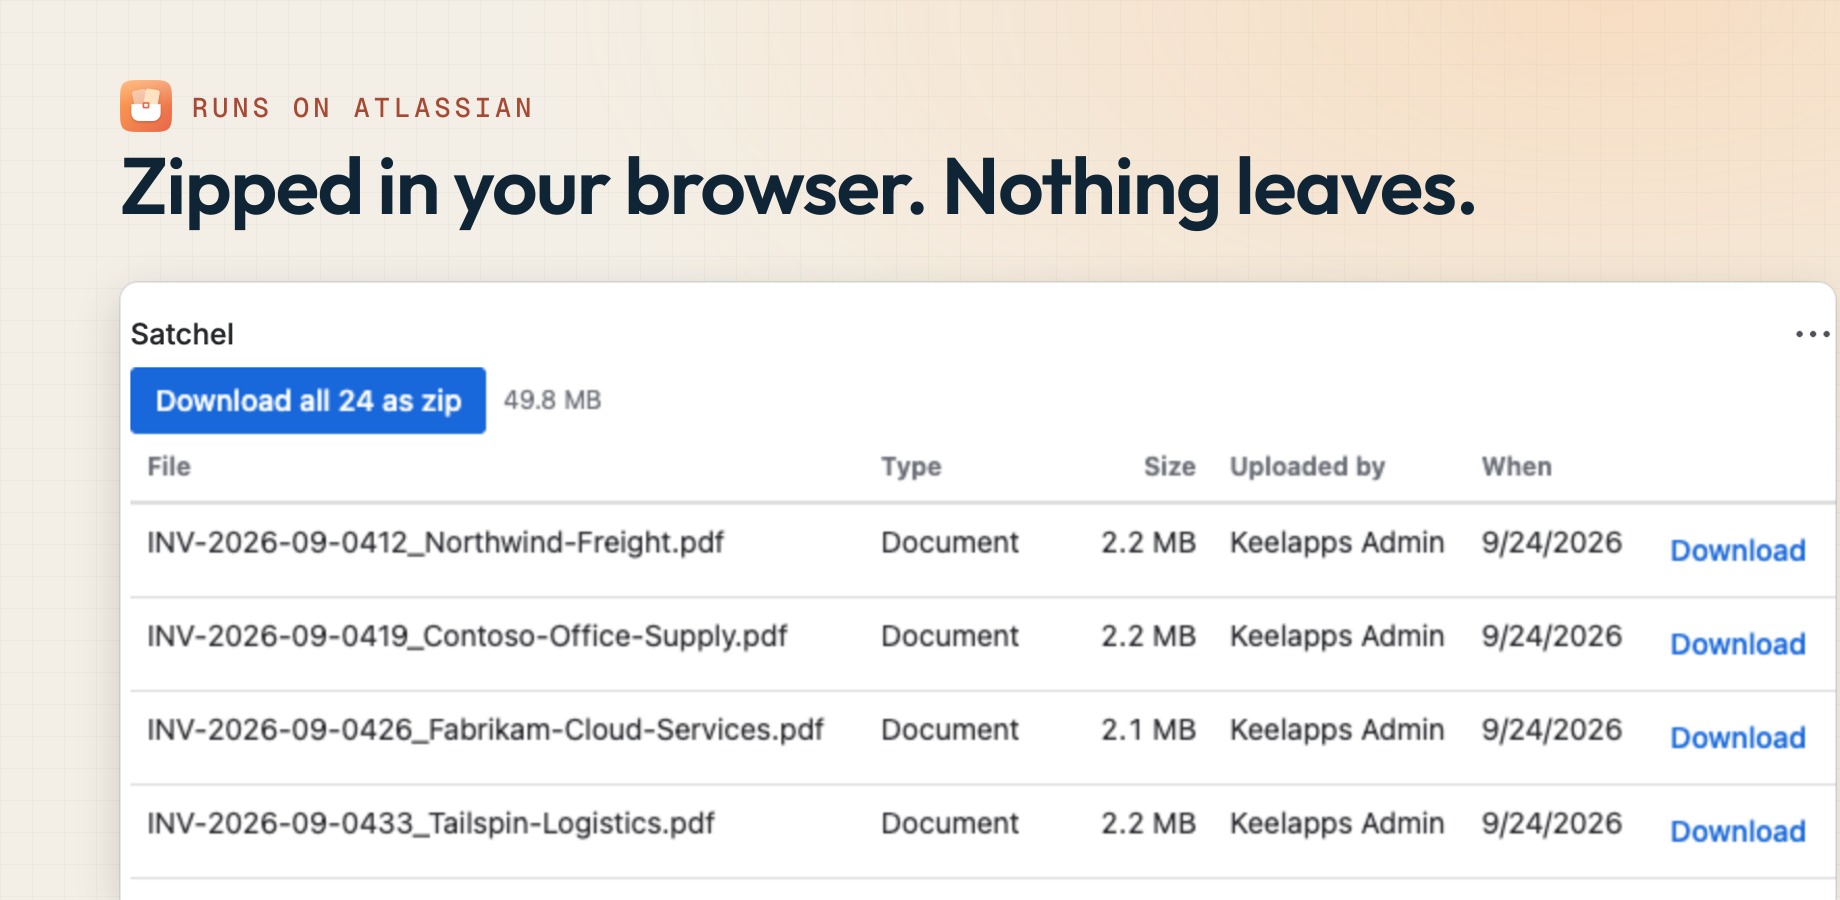 RUNS ON ATLASSIAN
Zipped in your browser. Nothing leaves.
Satchel
Download all 24 as zip 49.8 MB
File Type Size Uploaded by When
INV-2026-09-0412_Northwind-Freight.pdf Document 2.2 MB Keelapps Admin 9/24/2026 Download
INV-2026-09-0419_Contoso-Office-Supply.pdf Document 2.2 MB Keelapps Admin 9/24/2026 Download
INV-2026-09-0426_Fabrikam-Cloud-Services.pdf Document 2.1 MB Keelapps Admin 9/24/2026 Download
INV-2026-09-0433_Tailspin-Logistics.pdf Document 2.2 MB Keelapps Admin 9/24/2026 Download